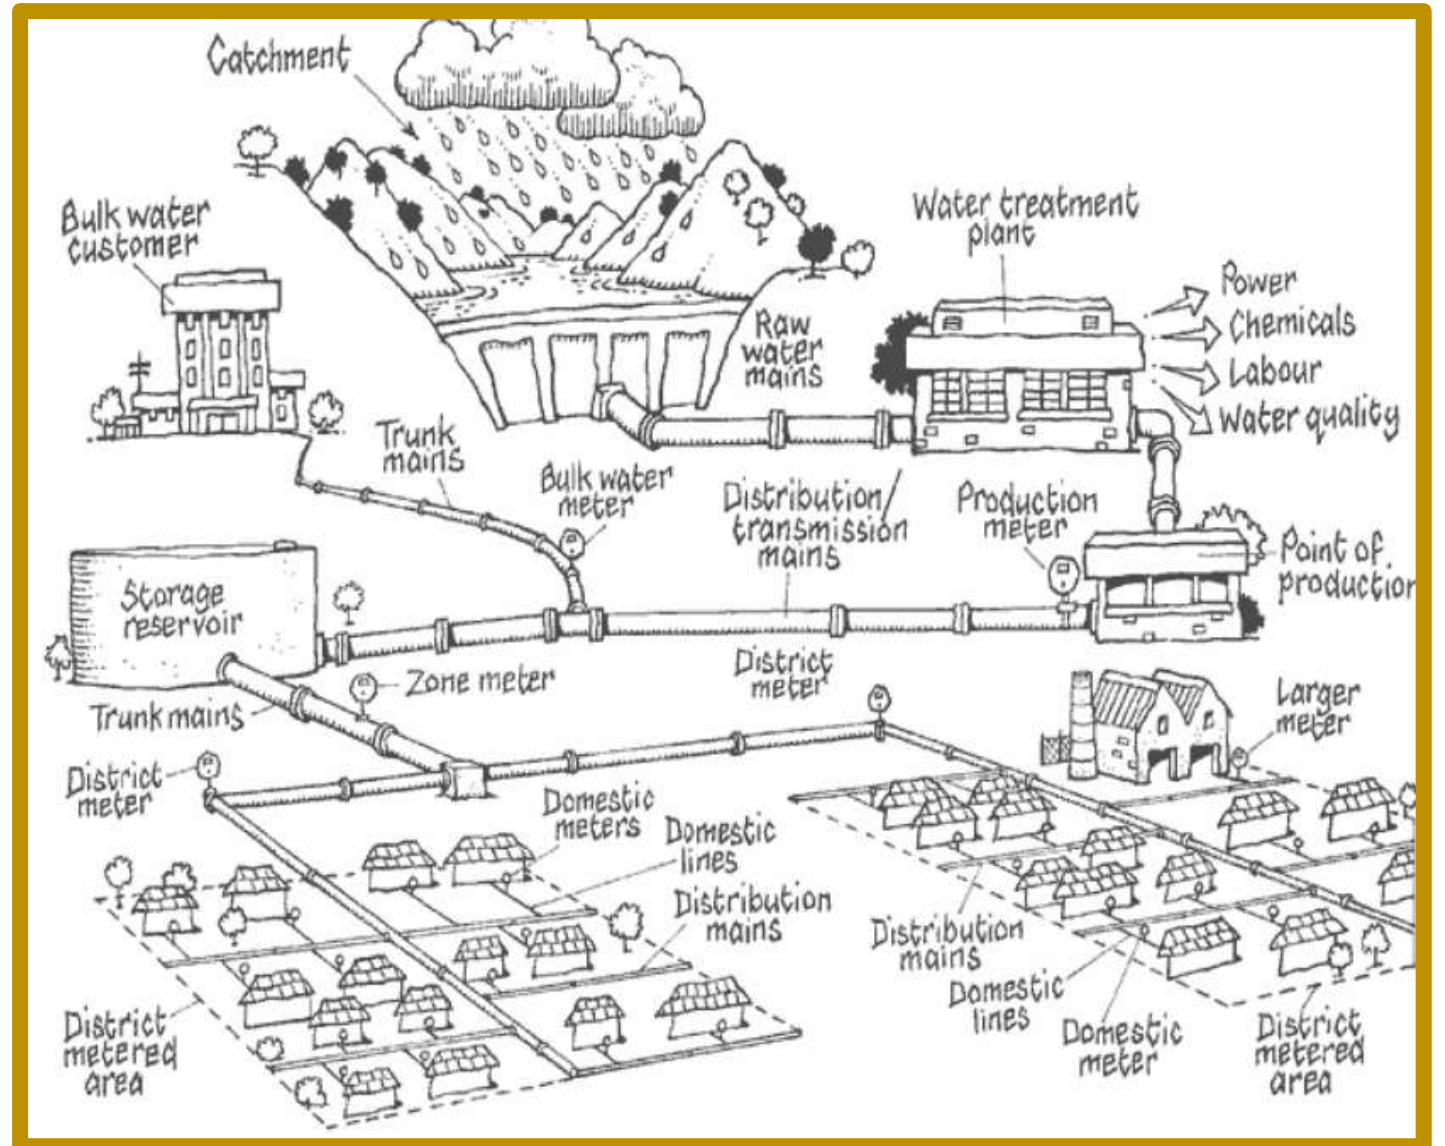 Catchment
Bulk water
customer
Water treatment
plant
Power
Chemicals
Labour
Water quality
Raw
water
mains
Trunk
mains
Bulk water
meter
Distribution
transmission
mains
Production
meter
Point of
production
Storage
reservoir
Zone meter
District
meter
Larger
meter
Trunk mains
District
meter
Domestic
meters
Domestic
lines
Distribution
mains
Distribution
mains
Domestic
lines
Domestic
meter
District
metered
area
District
metered
area